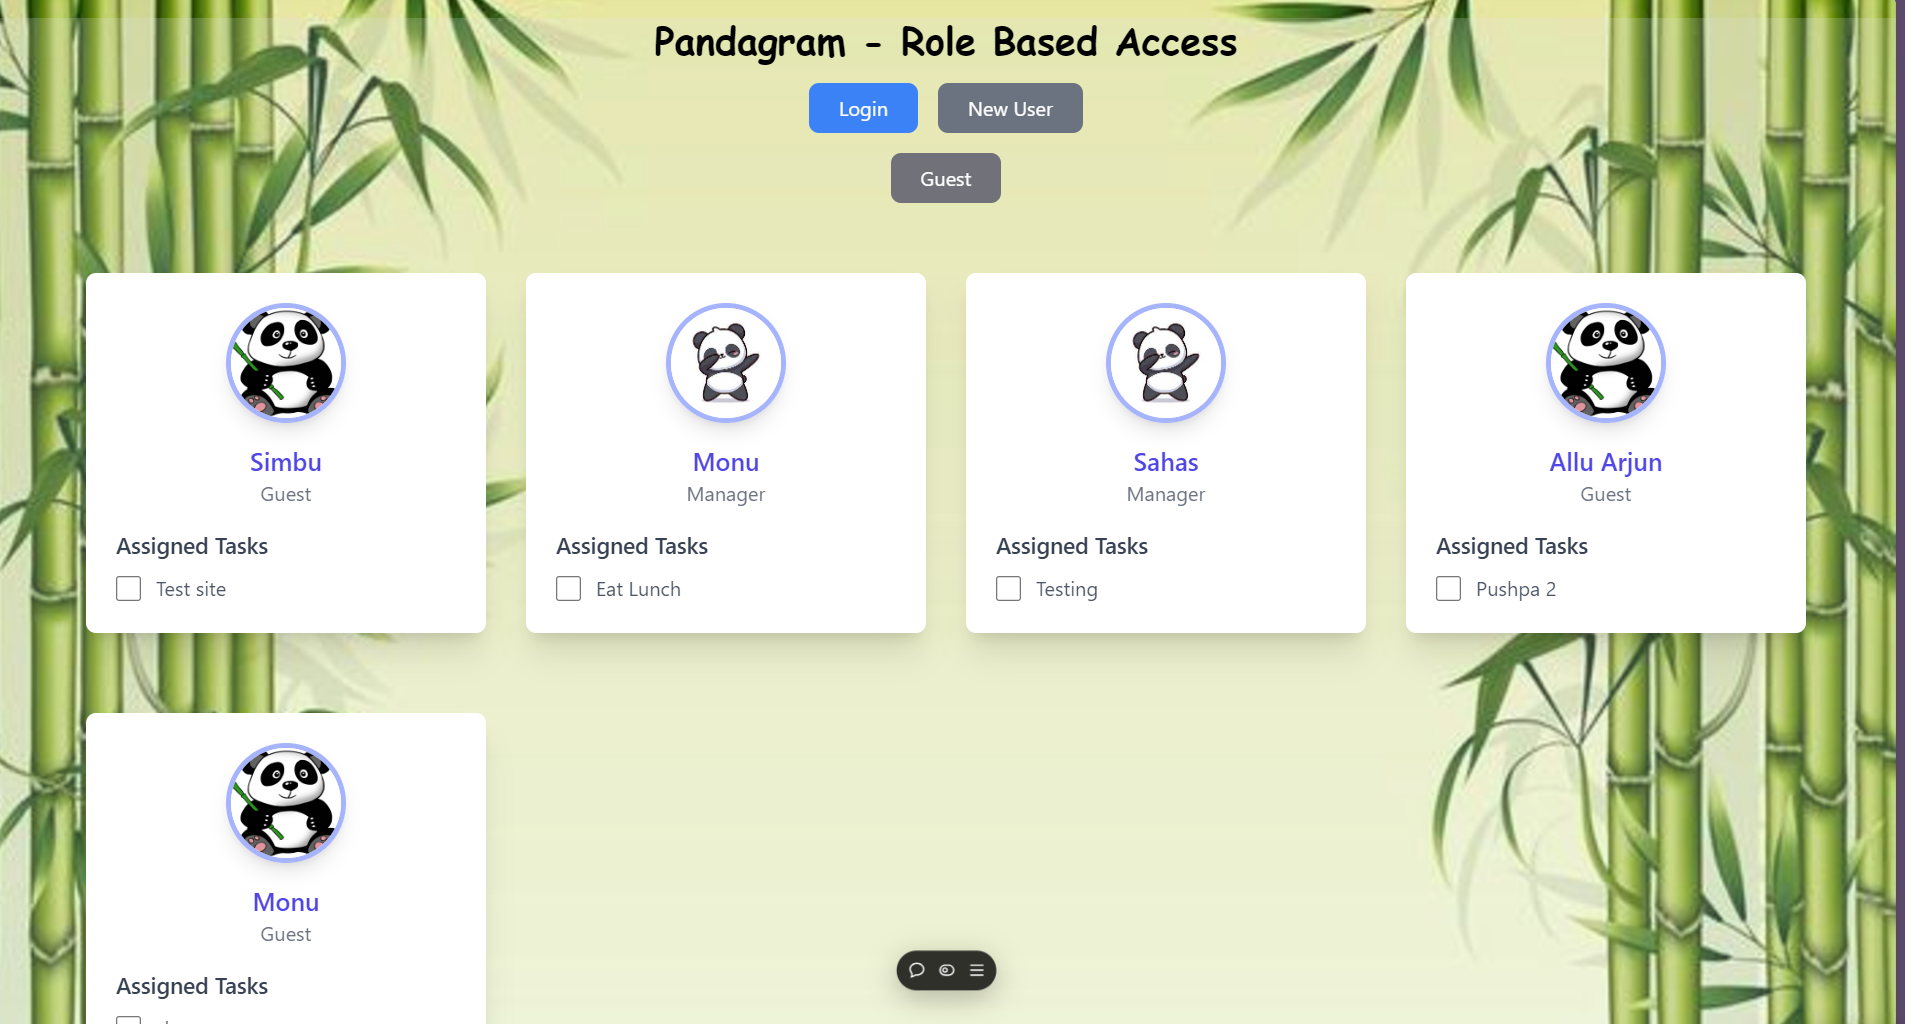 Pandagram - Role Based Access
Login
New User
Guest
Simbu
Guest
Assigned Tasks
Test site
Monu
Manager
Assigned Tasks
Eat Lunch
Sahas
Manager
Assigned Tasks
Testing
Allu Arjun
Guest
Assigned Tasks
Pushpa 2
Monu
Guest
Assigned Tasks